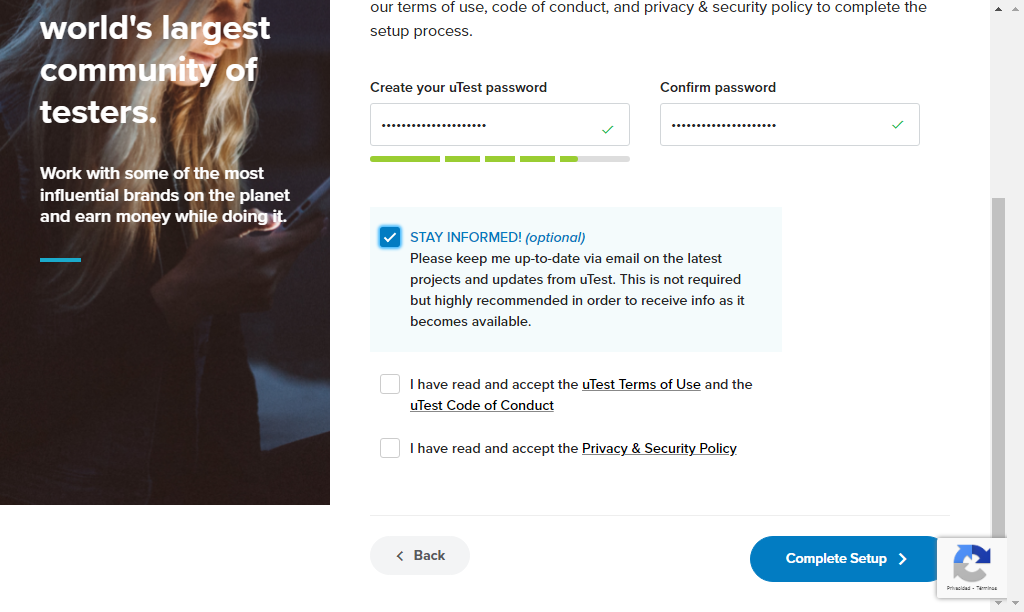 world's largest
community of
testers.
Work with some of the most
influential brands on the planet
and earn money while doing it.
our terms of use, code of conduct, and privacy & security policy to complete the
setup process.
Create your uTest password
Confirm password
•••••••••••••••••••••
•••••••••••••••••••••
STAY INFORMED! (optional)
Please keep me up-to-date via email on the latest
projects and updates from uTest. This is not required
but highly recommended in order to receive info as it
becomes available.
I have read and accept the uTest Terms of Use and the
uTest Code of Conduct
I have read and accept the Privacy & Security Policy
Back
Complete Setup
Privacidad - Términos